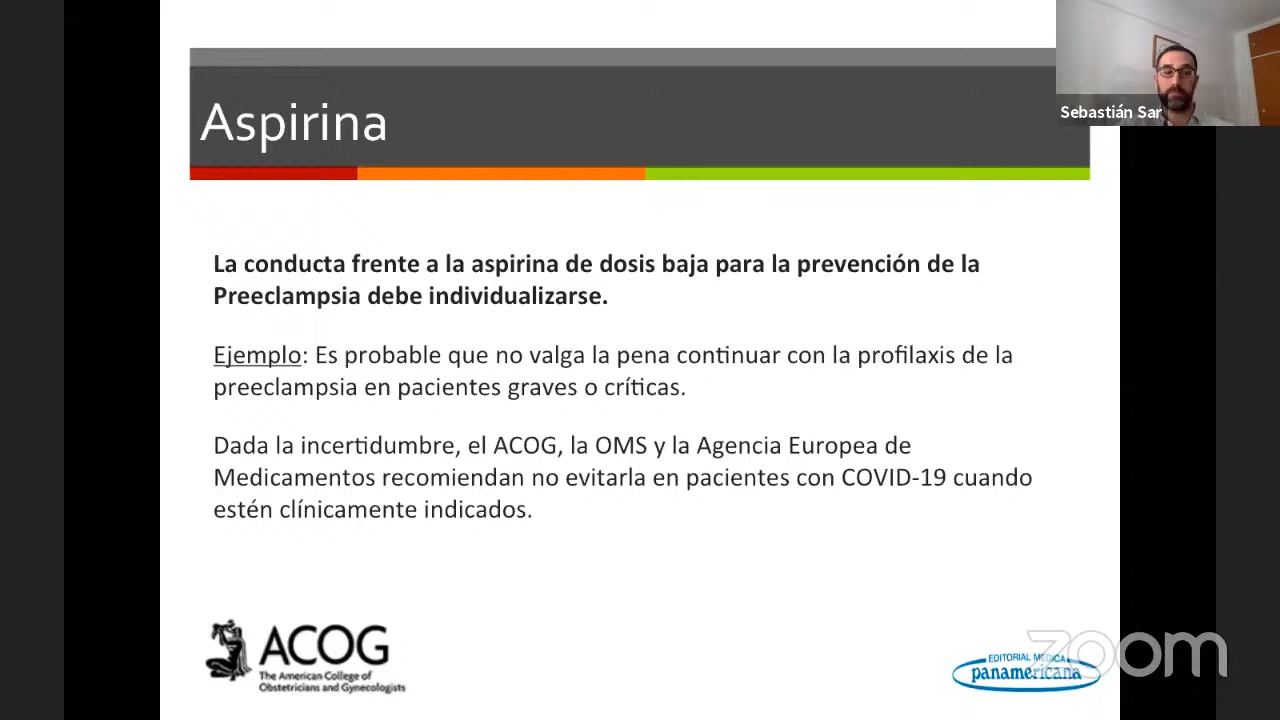 Aspirina
Sebastián Sar
La conducta frente a la aspirina de dosis baja para la prevención de la
Preeclampsia debe individualizarse.
Ejemplo: Es probable que no valga la pena continuar con la profilaxis de la
preeclampsia en pacientes graves o críticas.
Dada la incertidumbre, el ACOG, la OMS y la Agencia Europea de
Medicamentos recomiendan no evitarla en pacientes con COVID-19 cuando
estén clínicamente indicados.
ACOG
The American College of
Obstetricians and Gynecologists
EDITORIAL MEDICA
panamericana
zoom